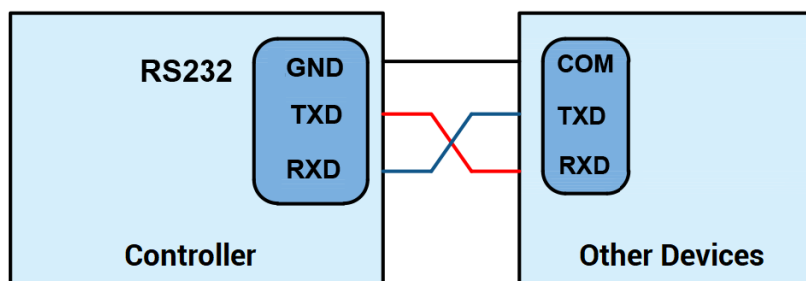 RS232
GND
TXD
RXD
Controller
COM
TXD
RXD
Other Devices